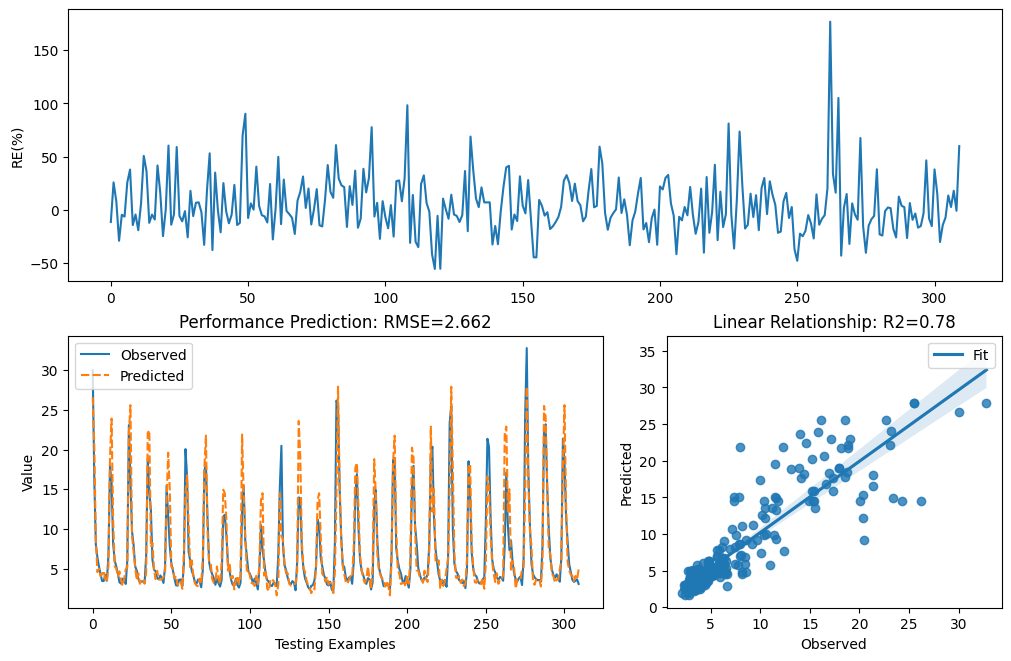 RE(%)
150
100
50
0
−50
0 50 100 150 200 250 300
Performance Prediction: RMSE=2.662
Observed
Predicted
Value
30
25
20
15
10
5
0 50 100 150 200 250 300
Testing Examples
Linear Relationship: R2=0.78
Fit
Predicted
35
30
25
20
15
10
5
0
5 10 15 20 25 30
Observed